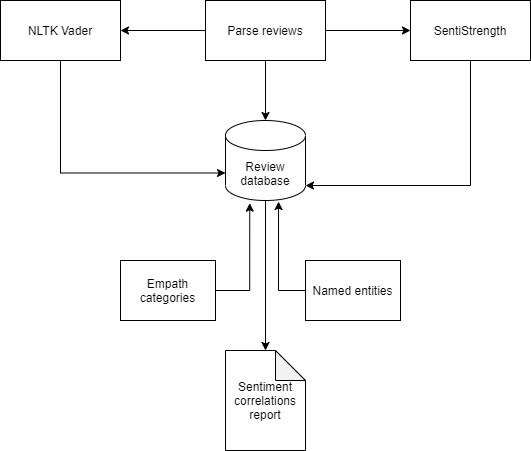 NLTK Vader
Parse reviews
SentiStrength
Review
database
Empath
categories
Named entities
Sentiment
correlations
report